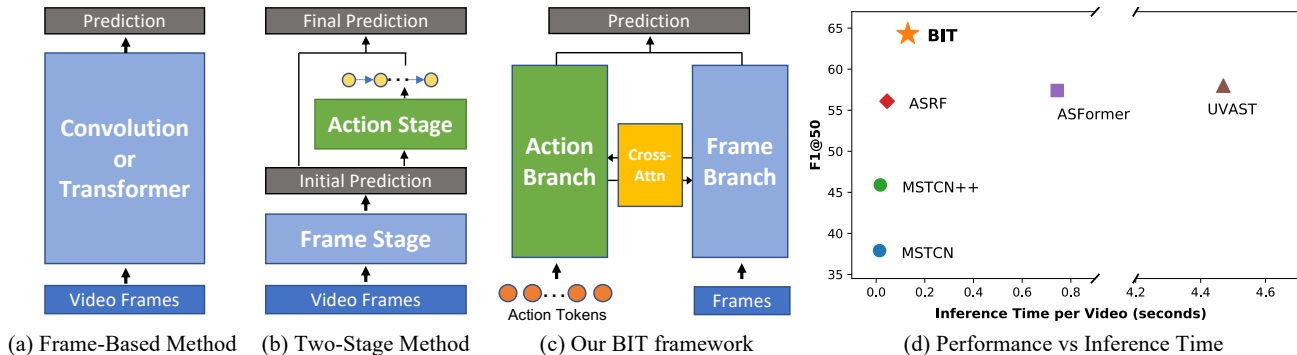 Prediction
Convolution
or
Transformer
Video Frames
(a) Frame-Based Method
Final Prediction
Action Stage
Initial Prediction
Frame Stage
Video Frames
(b) Two-Stage Method
Prediction
Action
Branch
Cross-
Attn
Frame
Branch
Action Tokens
Frames
(c) Our BIT framework
F1@50
65
60
55
50
45
40
35
BIT
ASRF
ASFormer
UVAST
MSTCN++
MSTCN
0.0 0.2 0.4 0.6 0.8 4.2 4.4 4.6
Inference Time per Video (seconds)
(d) Performance vs Inference Time